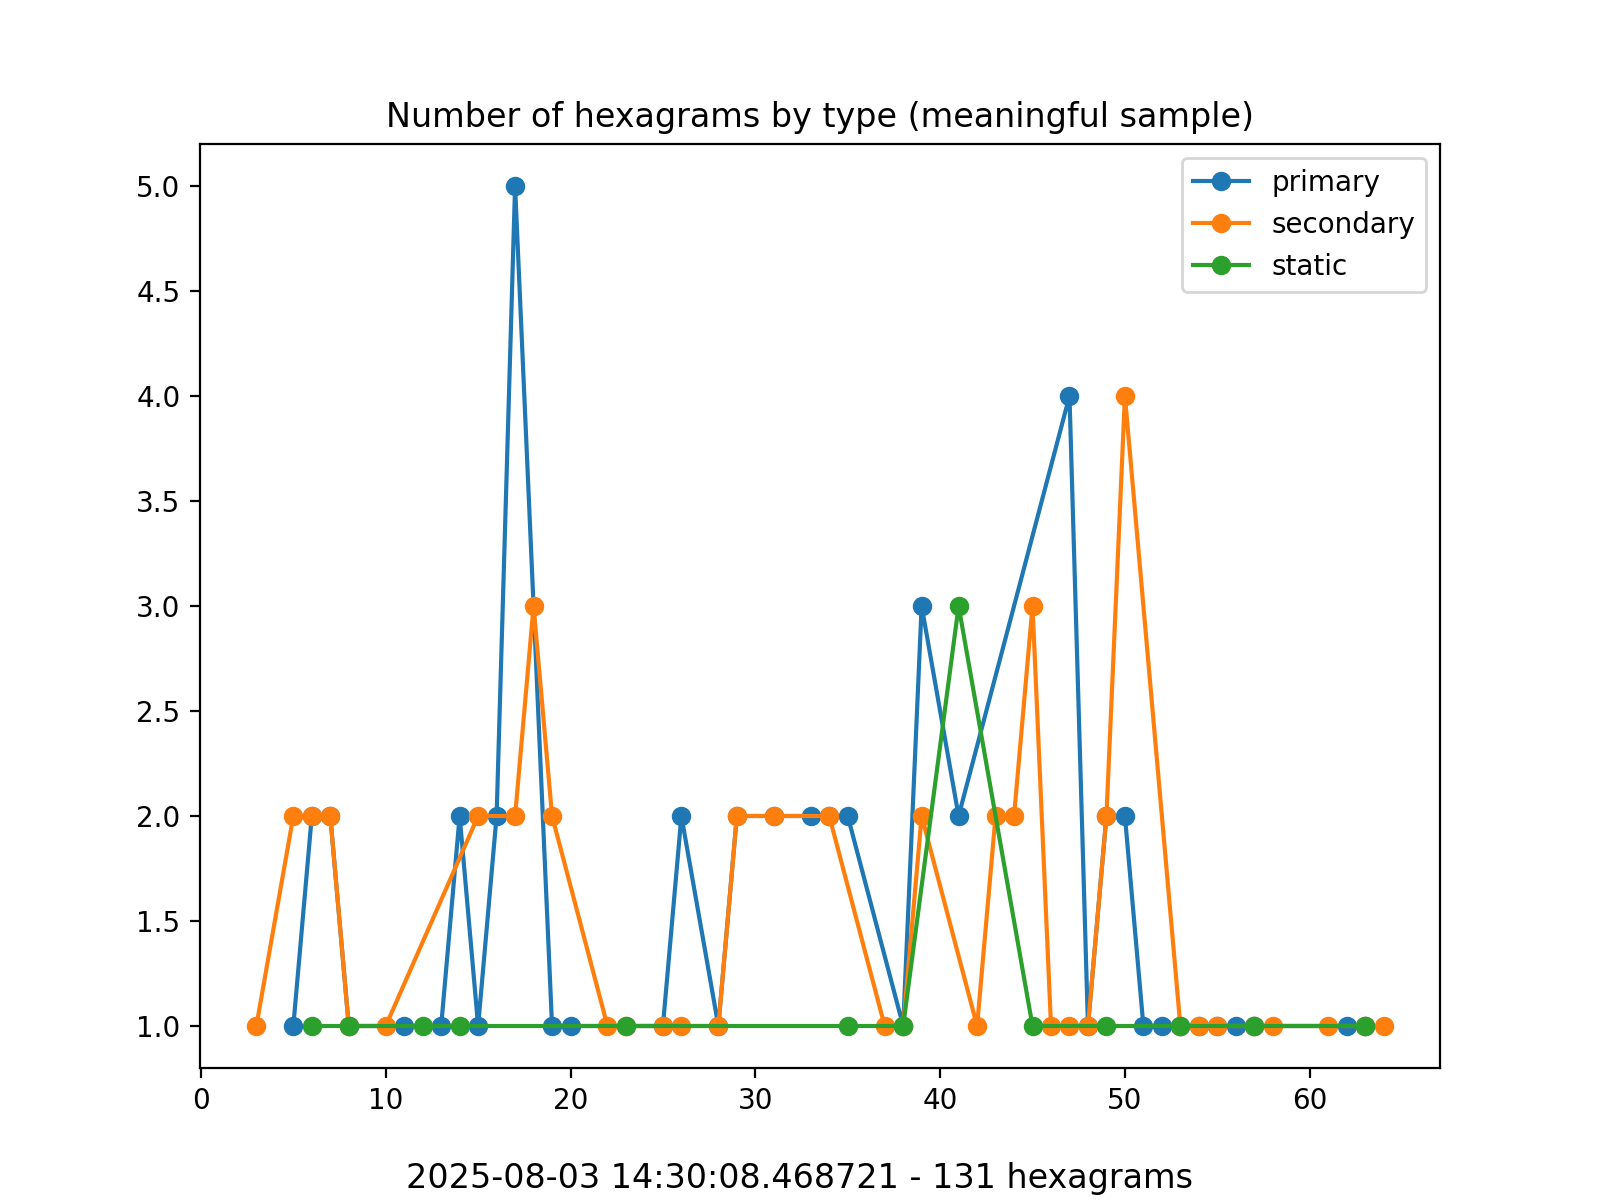 Number of hexagrams by type (meaningful sample)
primary
secondary
static
5.0
4.5
4.0
3.5
3.0
2.5
2.0
1.5
1.0
0 10 20 30 40 50 60
2025-08-03 14:30:08.468721 - 131 hexagrams